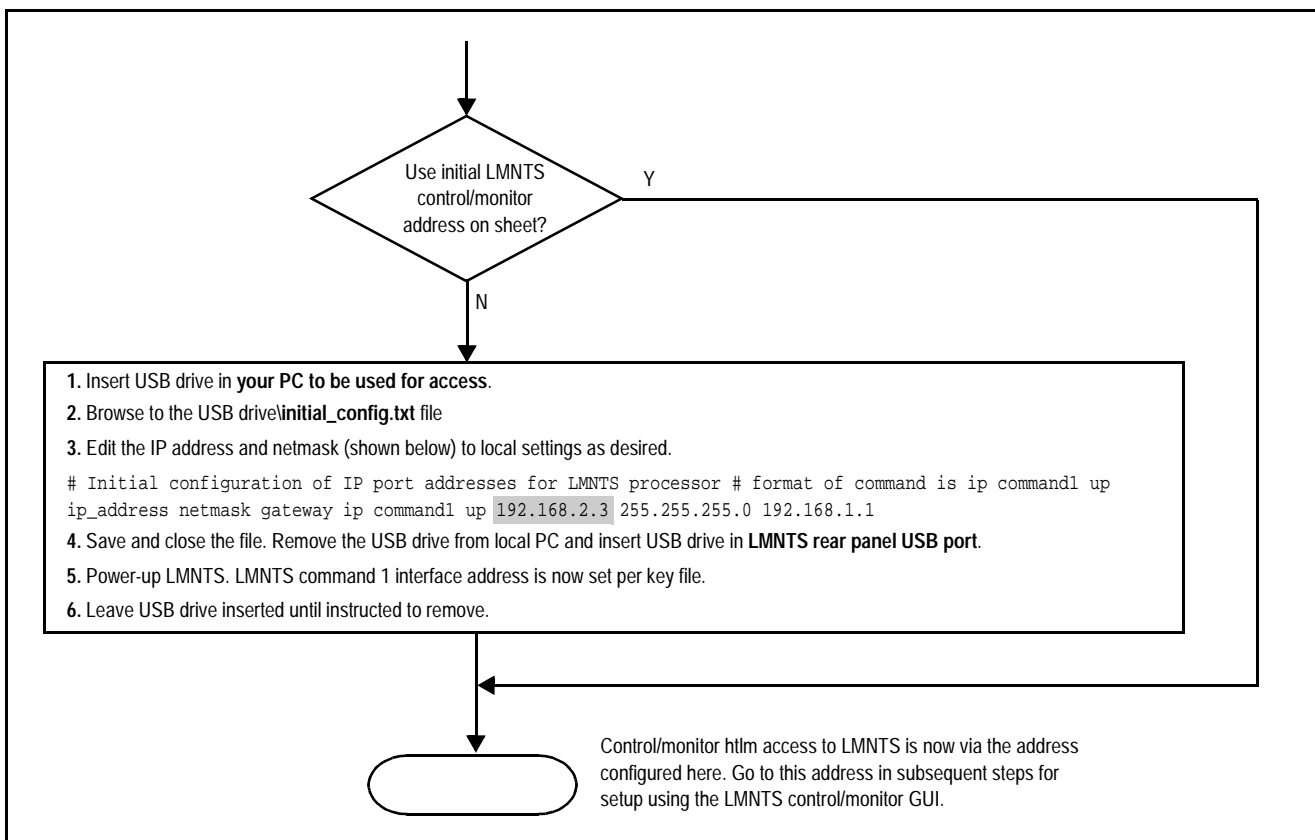 Use initial LMNTS
control/monitor
address on sheet?
Y
N
1. Insert USB drive in your PC to be used for access.
2. Browse to the USB drive\initial_config.txt file
3. Edit the IP address and netmask (shown below) to local settings as desired.
# Initial configuration of IP port addresses for LMNTS processor # format of command is ip command1 up
ip_address netmask gateway ip command1 up 192.168.2.3 255.255.255.0 192.168.1.1
4. Save and close the file. Remove the USB drive from local PC and insert USB drive in LMNTS rear panel USB port.
5. Power-up LMNTS. LMNTS command 1 interface address is now set per key file.
6. Leave USB drive inserted until instructed to remove.
Control/monitor htlm access to LMNTS is now via the address
configured here. Go to this address in subsequent steps for
setup using the LMNTS control/monitor GUI.